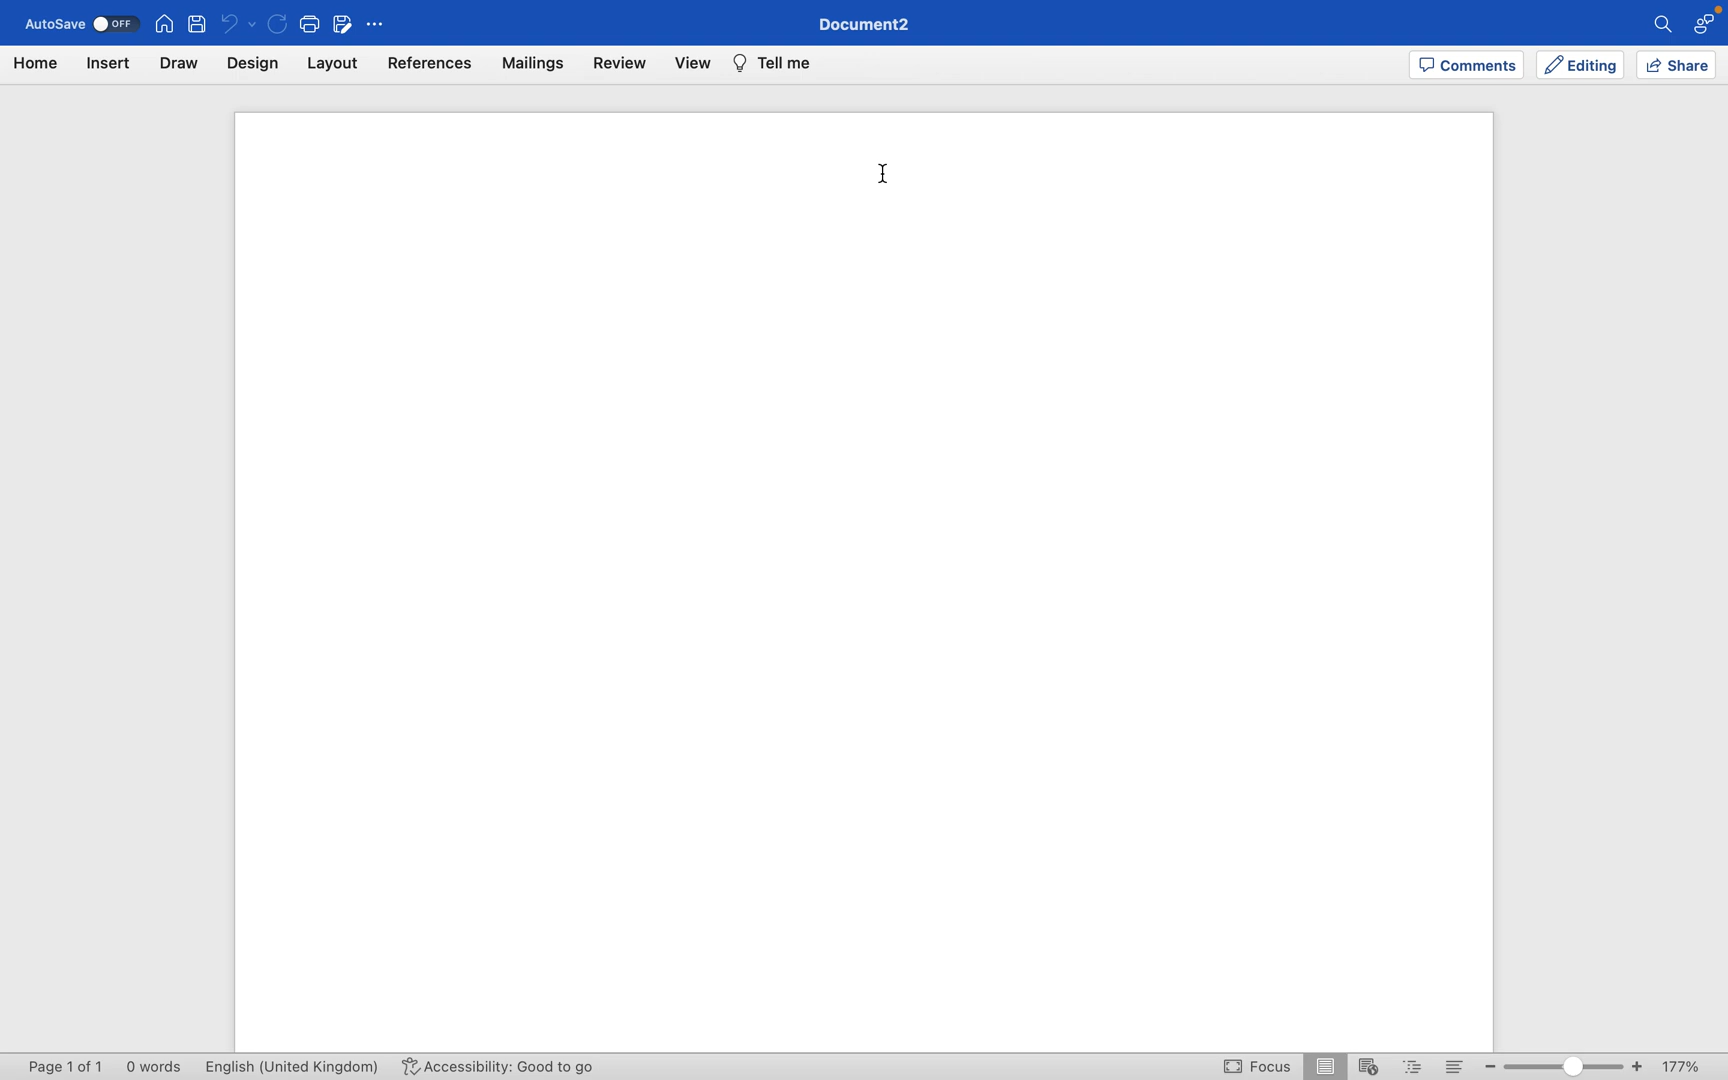 AutoSave OFF Document2
Home Insert Draw Design Layout References Mailings Review View Tell me Comments Editing Share
Page 1 of 1 0 words English (United Kingdom) Accessibility: Good to go Focus 177%